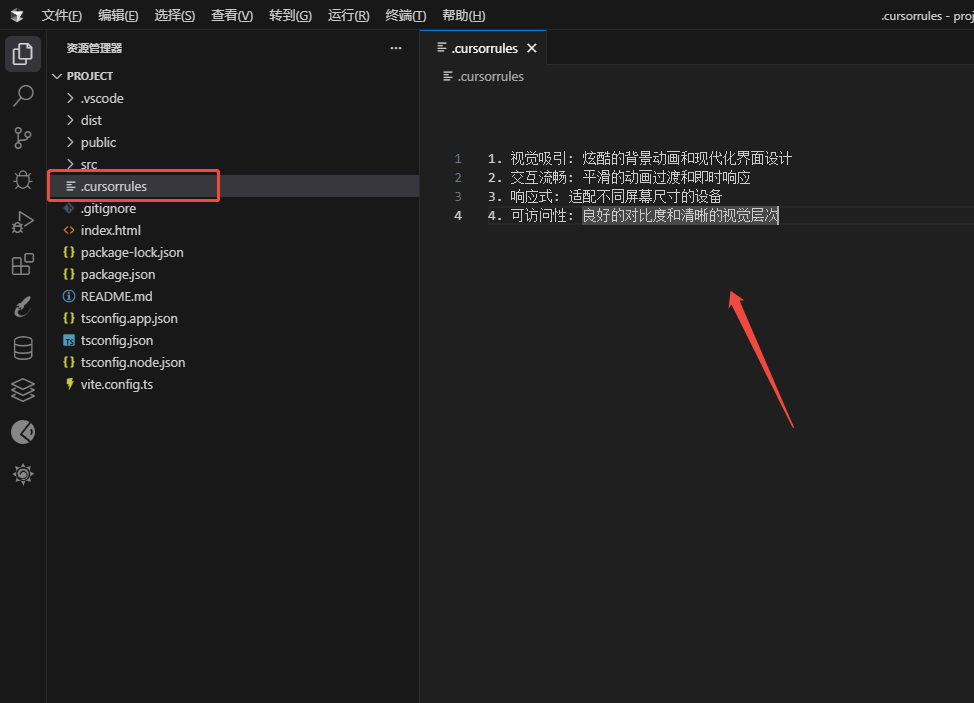 文件(F) 编辑(E) 选择(S) 查看(V) 转到(G) 运行(R) 终端(T) 帮助(H) .cursorrules - proj
资源管理器 ···
PROJECT
.vscode
dist
public
src
.cursorrules
.gitignore
index.html
package-lock.json
package.json
README.md
tsconfig.app.json
TS tsconfig.json
tsconfig.node.json
vite.config.ts
.cursorrules
.cursorrules
1 1. 视觉吸引: 炫酷的背景动画和现代化界面设计
2 2. 交互流畅: 平滑的动画过渡和即时响应
3 3. 响应式: 适配不同屏幕尺寸的设备
4 4. 可访问性: 良好的对比度和清晰的视觉层次